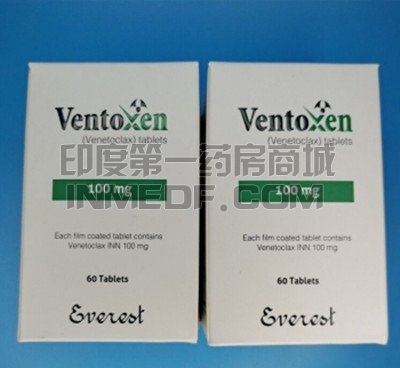 Ventoxen
(Venetoclax) tablets
100 mg
Each film coated tablet contains
Venetoclax INN 100 mg
60 Tablets
Everest
Ventoxen
(Venetoclax) tablets
100 mg
Each film coated tablet contains
Venetoclax INN 100 mg
60 Tablets
Everest
印度第一药房商城
INMEDF.COM